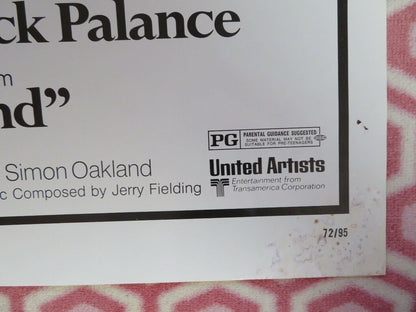 ck Palance
m
nd”
PG PARENTAL GUIDANCE SUGGESTED
SOME MATERIAL MAY NOT BE
SUITABLE FOR PRE-TEENAGERS
Simon Oakland
c Composed by Jerry Fielding
United Artists
Entertainment from
Transamerica Corporation
72/95